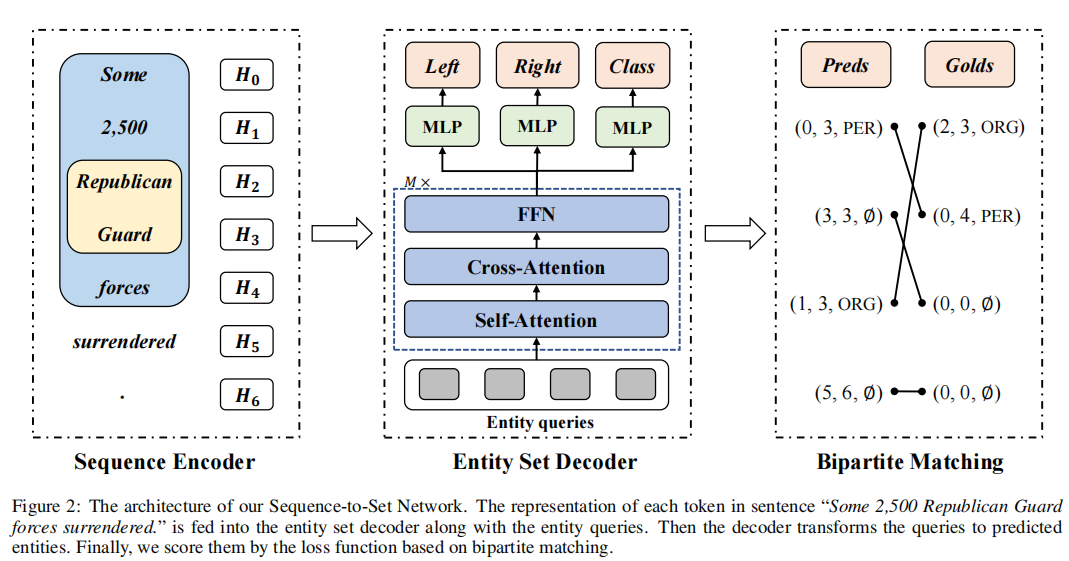 Some
2,500
Republican
Guard
forces
surrendered
.
H0
H1
H2
H3
H4
H5
H6
Sequence Encoder
Left Right Class
MLP MLP MLP
M ×
FFN
Cross-Attention
Self-Attention
Entity queries
Entity Set Decoder
Preds Golds
(0, 3, PER) (2, 3, ORG)
(3, 3, ∅) (0, 4, PER)
(1, 3, ORG) (0, 0, ∅)
(5, 6, ∅) (0, 0, ∅)
Bipartite Matching
Figure 2: The architecture of our Sequence-to-Set Network. The representation of each token in sentence “Some 2,500 Republican Guard
forces surrendered.” is fed into the entity set decoder along with the entity queries. Then the decoder transforms the queries to predicted
entities. Finally, we score them by the loss function based on bipartite matching.